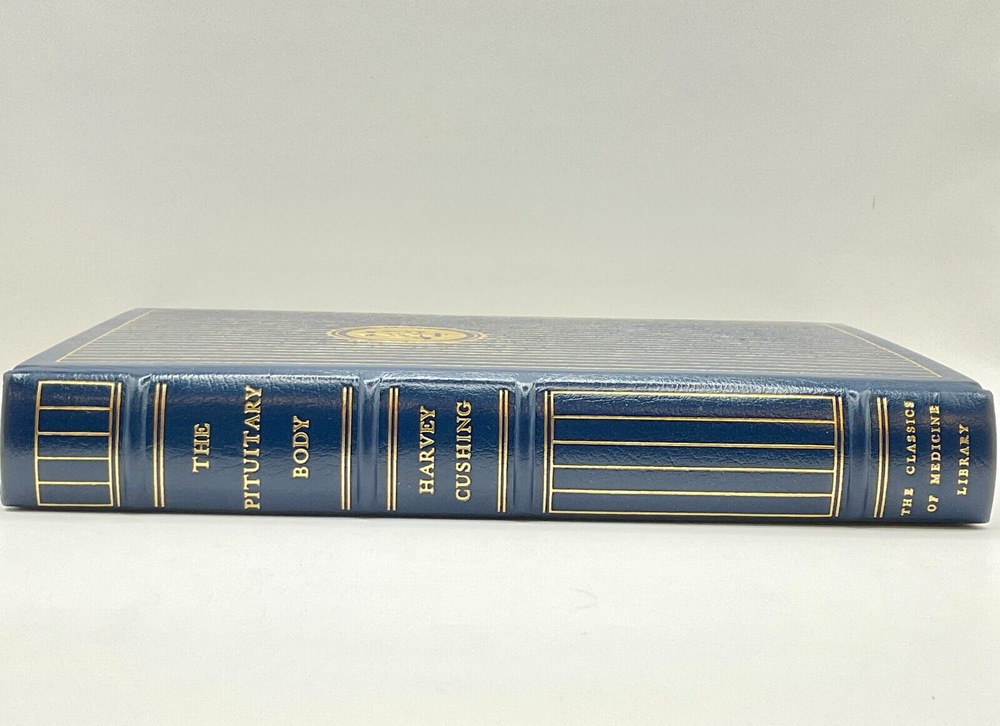 THE
PITUITARY
BODY
HARVEY
CUSHING
THE CLASSICS
OF MEDICINE
LIBRARY